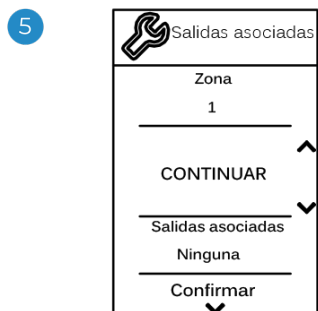 5
Salidas asociadas
Zona
1
CONTINUAR
Salidas asociadas
Ninguna
Confirmar